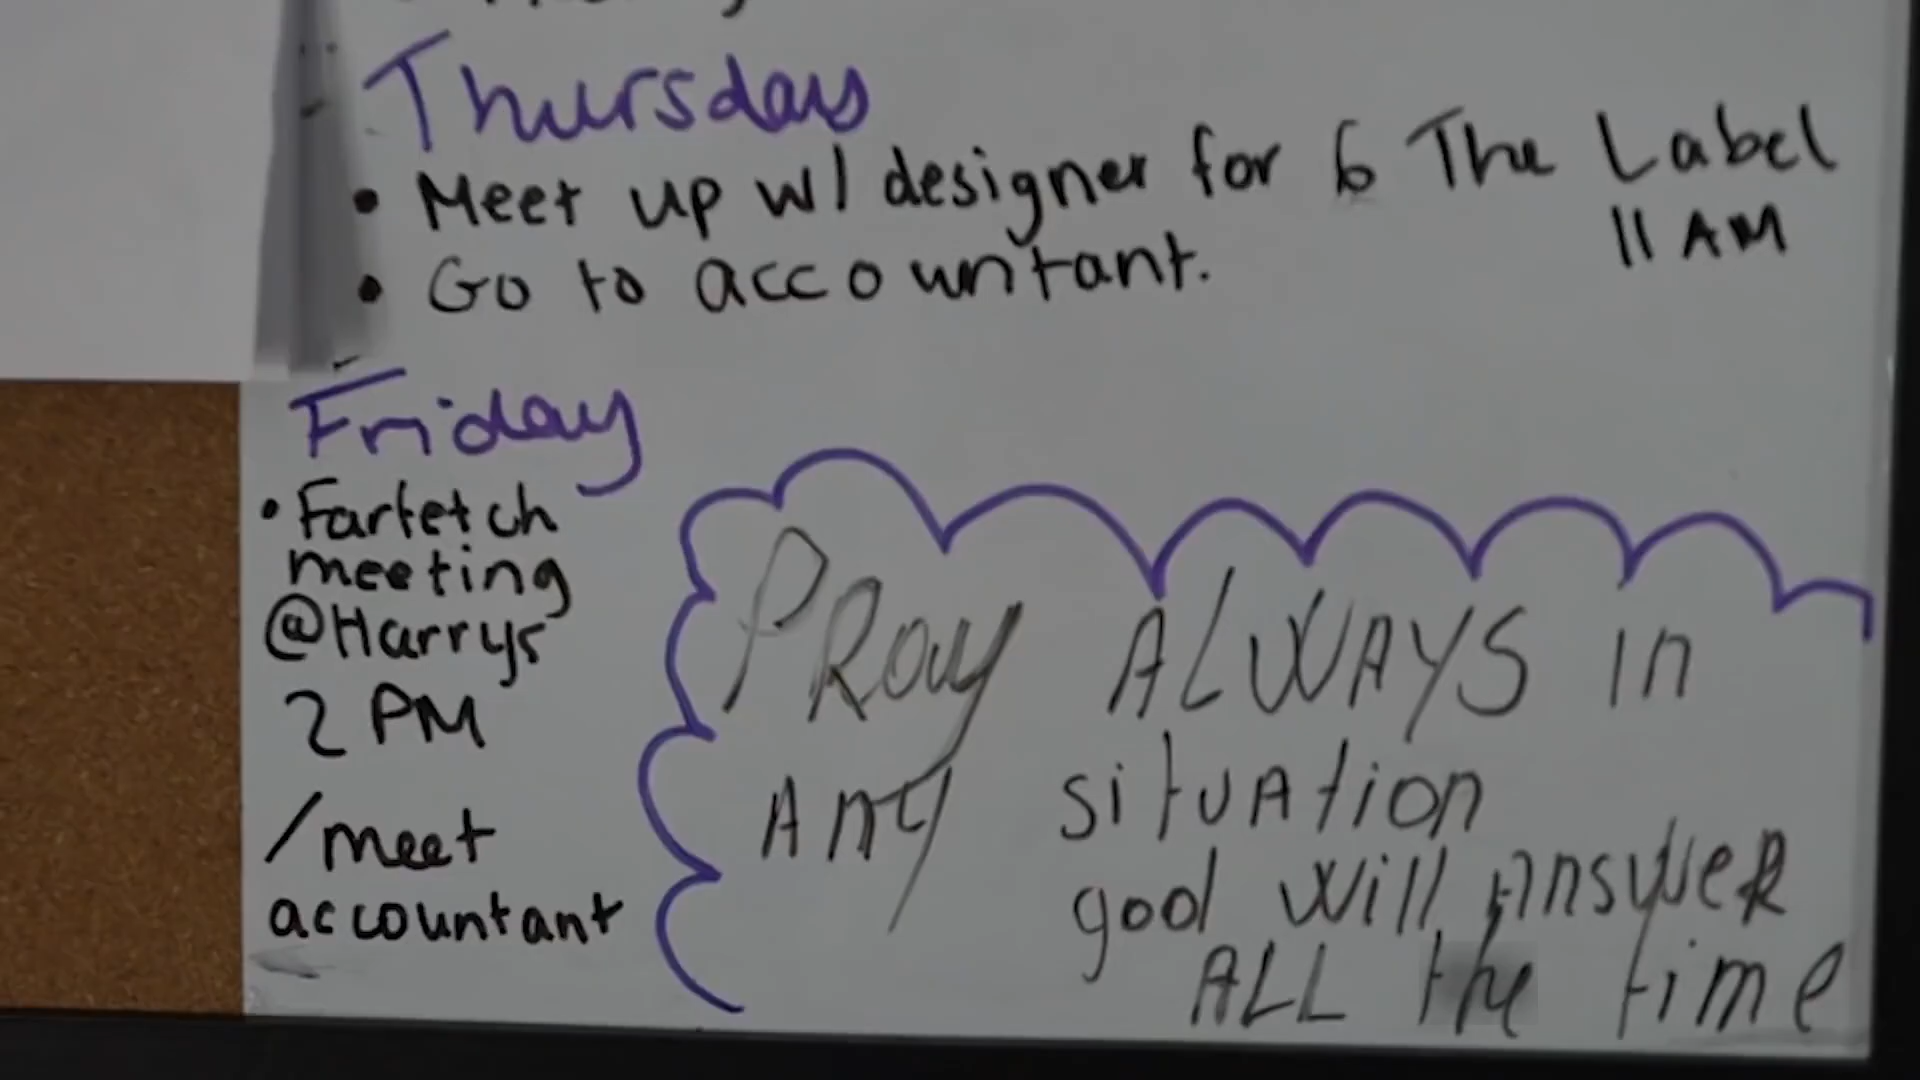 Thursday
• Meet up w/ designer for 6 The Label
11 AM
• Go to accountant.
Friday
• Farfetch
meeting
@Harrys
2 PM
/meet
accountant
PRay ALWAYS in
Any situation
good will Answer
ALL the time